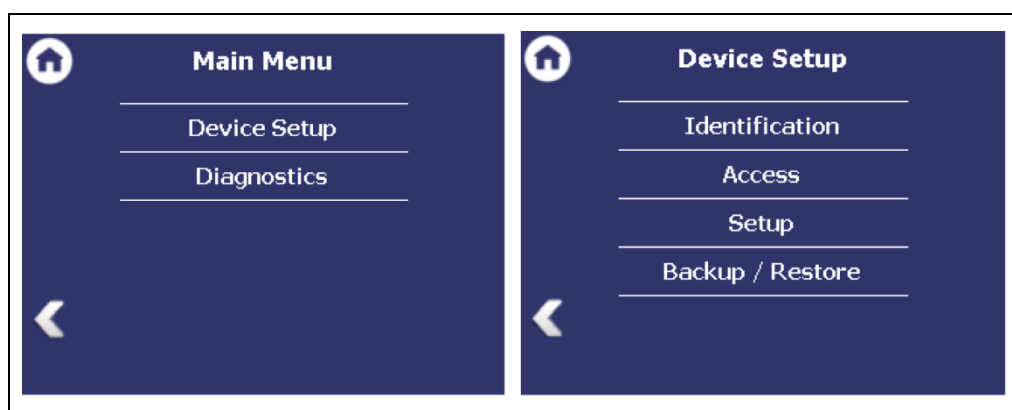 Main Menu
Device Setup
Diagnostics
Device Setup
Identification
Access
Setup
Backup / Restore